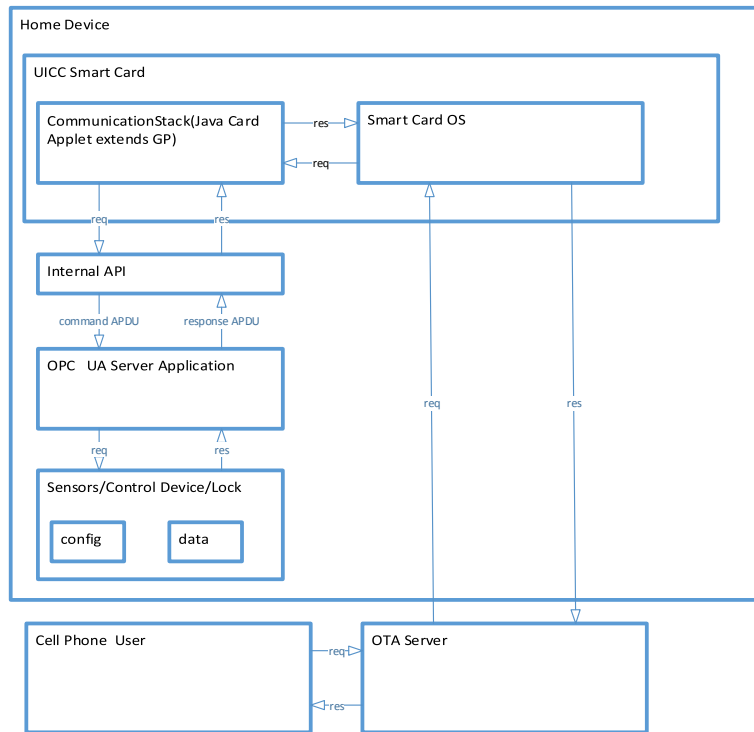 Home Device
UICC Smart Card
CommunicationStack(Java Card
Applet extends GP)
res
Smart Card OS
req
req
res
Internal API
command APDU
response APDU
OPC UA Server Application
req
res
req
res
Sensors/Control Device/Lock
config
data
Cell Phone User
req
OTA Server
res